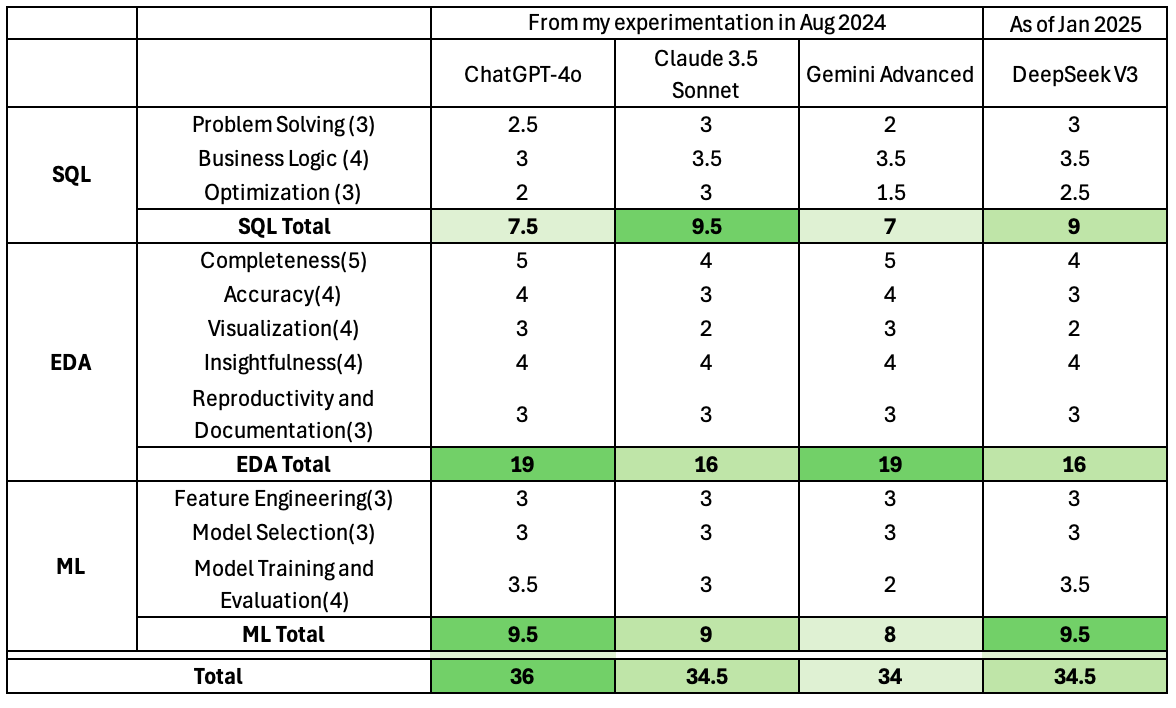 From my experimentation in Aug 2024 As of Jan 2025
ChatGPT-4o Claude 3.5 Sonnet Gemini Advanced DeepSeek V3
SQL
Problem Solving (3) 2.5 3 2 3
Business Logic (4) 3 3.5 3.5 3.5
Optimization (3) 2 3 1.5 2.5
SQL Total 7.5 9.5 7 9
EDA
Completeness(5) 5 4 5 4
Accuracy(4) 4 3 4 3
Visualization(4) 3 2 3 2
Insightfulness(4) 4 4 4 4
Reproductivity and
Documentation(3) 3 3 3 3
EDA Total 19 16 19 16
ML
Feature Engineering(3) 3 3 3 3
Model Selection(3) 3 3 3 3
Model Training and
Evaluation(4) 3.5 3 2 3.5
ML Total 9.5 9 8 9.5
Total 36 34.5 34 34.5